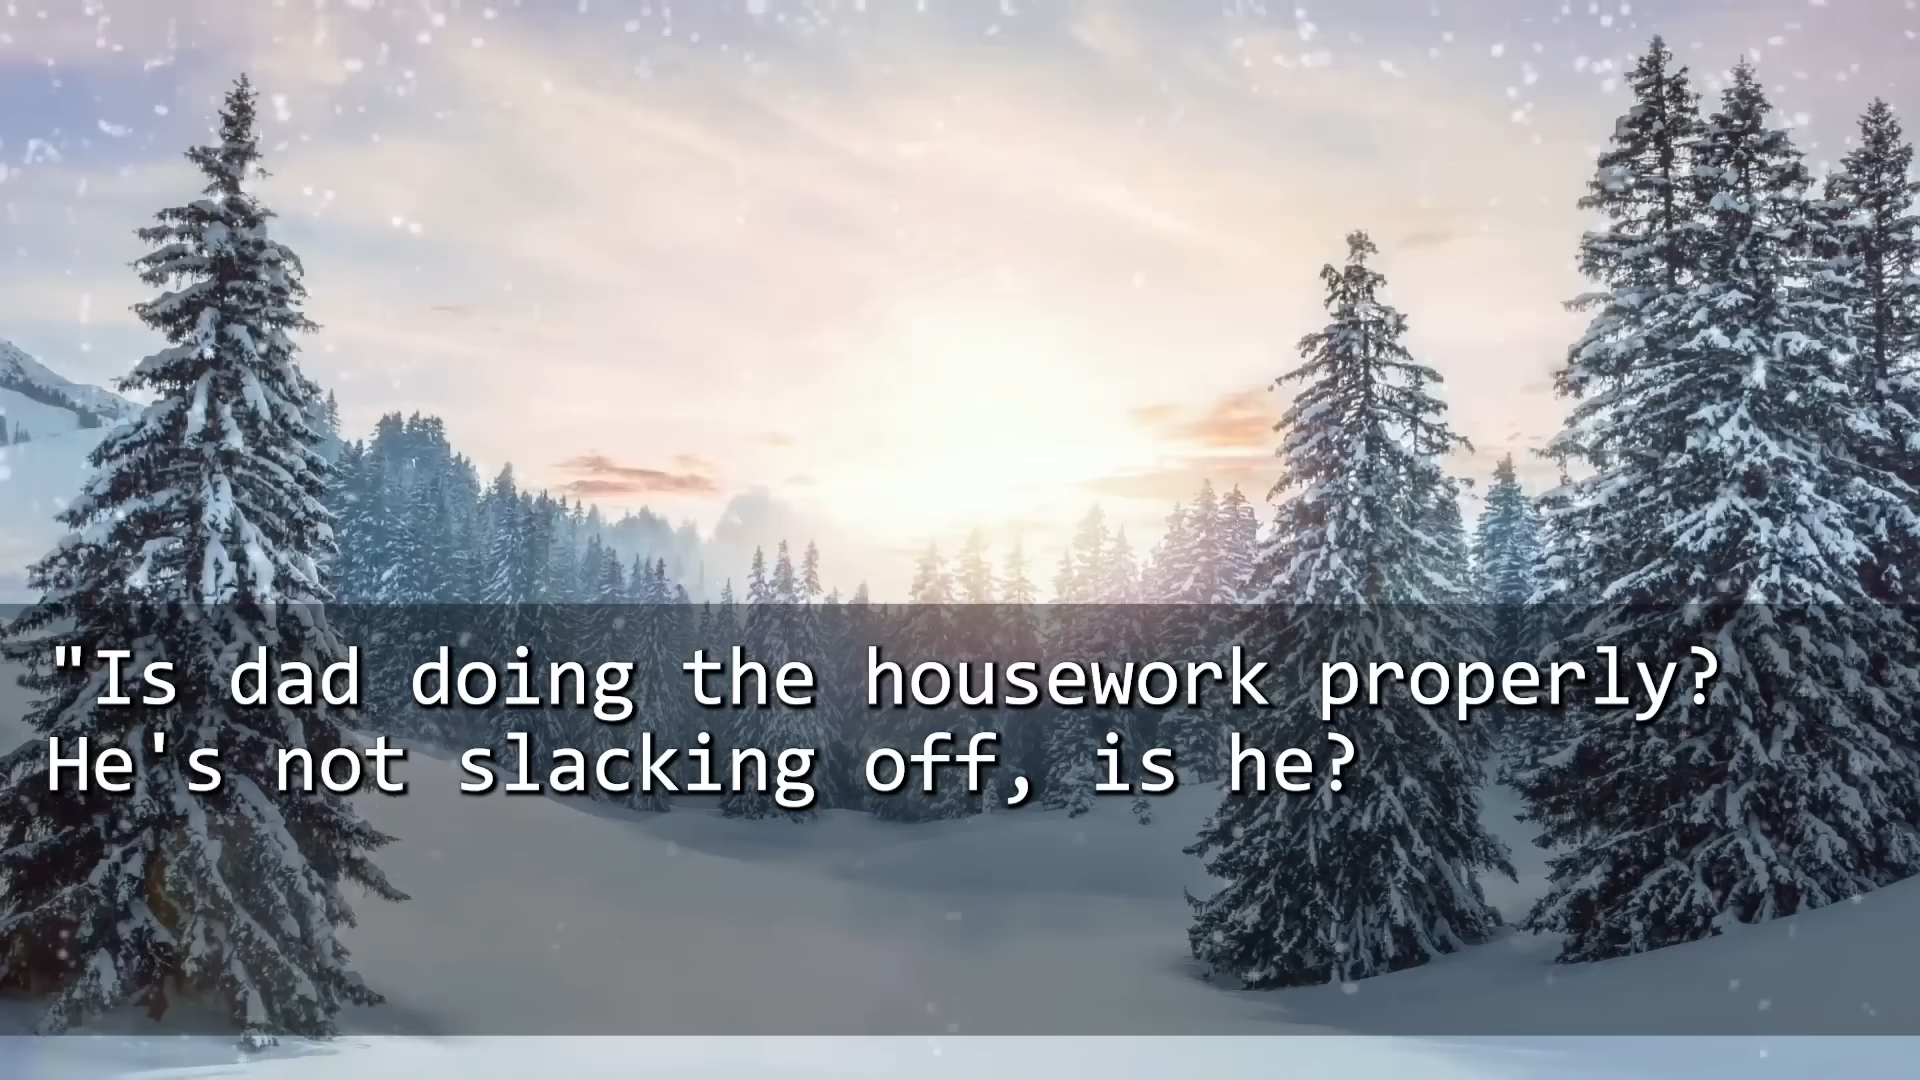 "Is dad doing the housework properly?
He's not slacking off, is he?